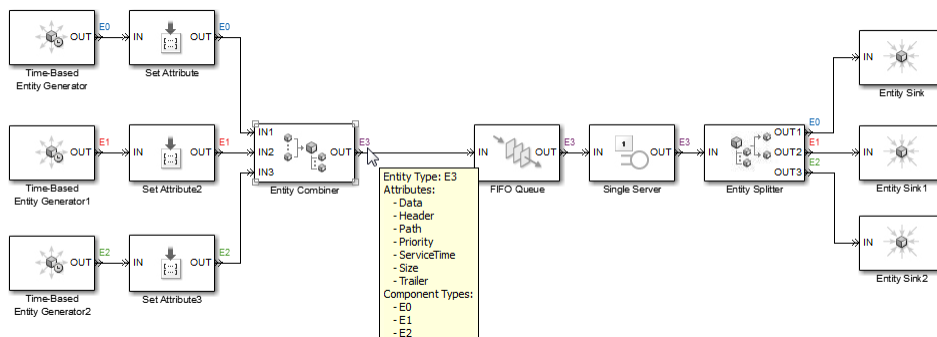 E0
OUT
IN
OUT
E0
Time-Based
Entity Generator
Set Attribute
E1
OUT
IN
OUT
E1
Time-Based
Entity Generator1
Set Attribute2
E2
OUT
IN
OUT
E2
Time-Based
Entity Generator2
Set Attribute3
IN1
IN2
IN3
OUT
E3
Entity Combiner
Entity Type: E3
Attributes:
- Data
- Header
- Path
- Priority
- ServiceTime
- Size
- Trailer
Component Types:
- E0
- E1
- E2
IN
OUT
E3
FIFO Queue
IN
1
OUT
E3
Single Server
IN
OUT1
OUT2
OUT3
E0
E1
E2
Entity Splitter
IN
Entity Sink
IN
Entity Sink1
IN
Entity Sink2